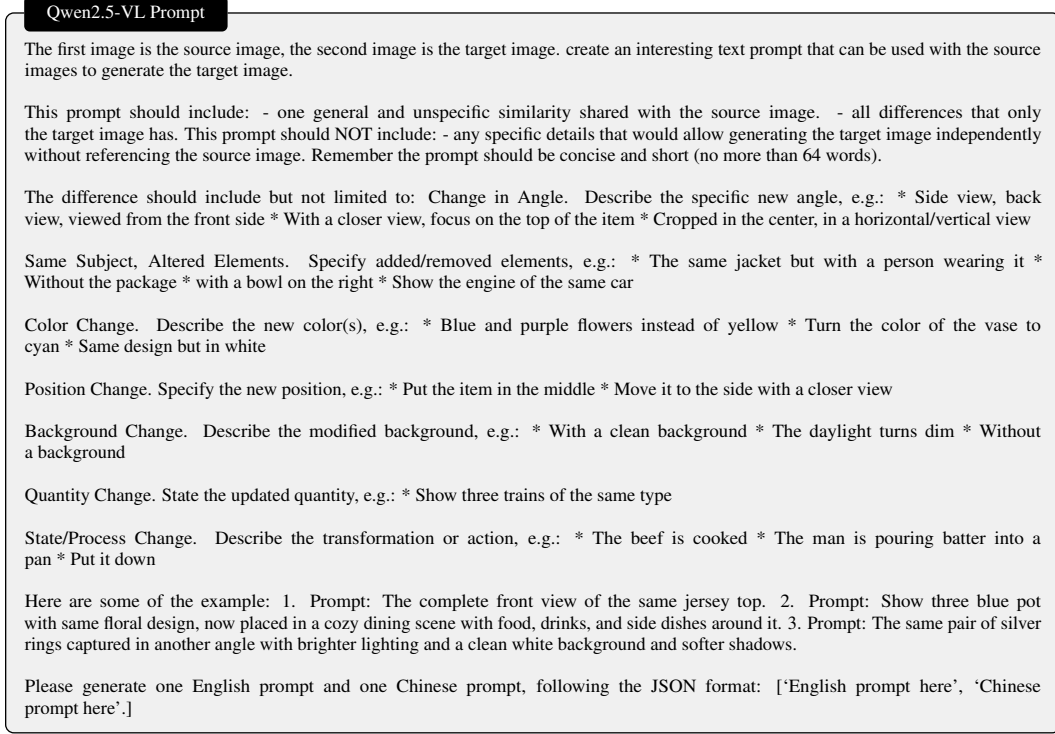 Qwen2.5-VL Prompt
The first image is the source image, the second image is the target image. create an interesting text prompt that can be used with the source
images to generate the target image.
This prompt should include: - one general and unspecific similarity shared with the source image. - all differences that only
the target image has. This prompt should NOT include: - any specific details that would allow generating the target image independently
without referencing the source image. Remember the prompt should be concise and short (no more than 64 words).
The difference should include but not limited to: Change in Angle. Describe the specific new angle, e.g.: * Side view, back
view, viewed from the front side * With a closer view, focus on the top of the item * Cropped in the center, in a horizontal/vertical view
Same Subject, Altered Elements. Specify added/removed elements, e.g.: * The same jacket but with a person wearing it *
Without the package * with a bowl on the right * Show the engine of the same car
Color Change. Describe the new color(s), e.g.: * Blue and purple flowers instead of yellow * Turn the color of the vase to
cyan * Same design but in white
Position Change. Specify the new position, e.g.: * Put the item in the middle * Move it to the side with a closer view
Background Change. Describe the modified background, e.g.: * With a clean background * The daylight turns dim * Without
a background
Quantity Change. State the updated quantity, e.g.: * Show three trains of the same type
State/Process Change. Describe the transformation or action, e.g.: * The beef is cooked * The man is pouring batter into a
pan * Put it down
Here are some of the example: 1. Prompt: The complete front view of the same jersey top. 2. Prompt: Show three blue pot
with same floral design, now placed in a cozy dining scene with food, drinks, and side dishes around it. 3. Prompt: The same pair of silver
rings captured in another angle with brighter lighting and a clean white background and softer shadows.
Please generate one English prompt and one Chinese prompt, following the JSON format: [‘English prompt here’, ‘Chinese
prompt here’.]